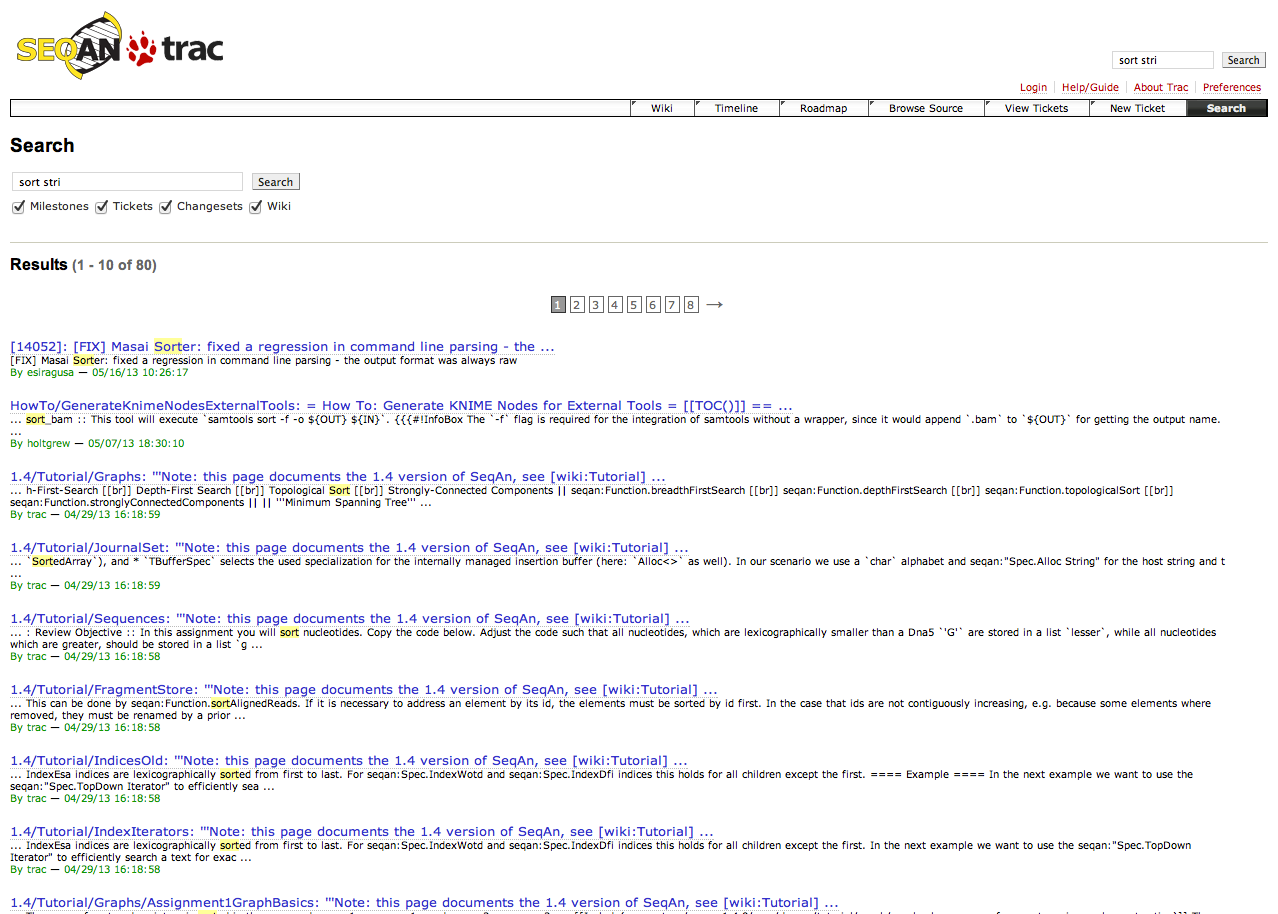 SEQAN trac
sort stri Search
Login Help/Guide About Trac Preferences
Wiki Timeline Roadmap Browse Source View Tickets New Ticket Search
Search
sort stri Search
Milestones Tickets Changesets Wiki
Results (1 - 10 of 80)
1 2 3 4 5 6 7 8 →
[14052]: [FIX] Masai Sorter: fixed a regression in command line parsing - the ...
[FIX] Masai Sorter: fixed a regression in command line parsing - the output format was always raw
By esiragusa — 05/16/13 10:26:17
HowTo/GenerateKnimeNodesExternalTools: = How To: Generate KNIME Nodes for External Tools = [[TOC()]] == ...
... sort_bam :: This tool will execute `samtools sort -f -o ${OUT} ${IN}`. {{{#!InfoBox The `-f` flag is required for the integration of samtools without a wrapper, since it would append `.bam` to `${OUT}` for getting the output name.
...
By holtgrew — 05/07/13 18:30:10
1.4/Tutorial/Graphs: '''Note: this page documents the 1.4 version of SeqAn, see [wiki:Tutorial] ...
... h-First-Search [[br]] Depth-First Search [[br]] Topological Sort [[br]] Strongly-Connected Components || seqan:Function.breadthFirstSearch [[br]] seqan:Function.depthFirstSearch [[br]] seqan:Function.topologicalSort [[br]]
seqan:Function.stronglyConnectedComponents || || '''Minimum Spanning Tree''' ...
By trac — 04/29/13 16:18:59
1.4/Tutorial/JournalSet: '''Note: this page documents the 1.4 version of SeqAn, see [wiki:Tutorial] ...
... `SortedArray`), and * `TBufferSpec` selects the used specialization for the internally managed insertion buffer (here: `Alloc<>` as well). In our scenario we use a `char` alphabet and seqan:"Spec.Alloc String" for the host string and t
...
By trac — 04/29/13 16:18:59
1.4/Tutorial/Sequences: '''Note: this page documents the 1.4 version of SeqAn, see [wiki:Tutorial] ...
... : Review Objective :: In this assignment you will sort nucleotides. Copy the code below. Adjust the code such that all nucleotides, which are lexicographically smaller than a Dna5 `'G'` are stored in a list `lesser`, while all nucleotides
which are greater, should be stored in a list `g ...
By trac — 04/29/13 16:18:58
1.4/Tutorial/FragmentStore: '''Note: this page documents the 1.4 version of SeqAn, see [wiki:Tutorial] ...
... This can be done by seqan:Function.sortAlignedReads. If it is necessary to address an element by its id, the elements must be sorted by id first. In the case that ids are not contiguously increasing, e.g. because some elements where
removed, they must be renamed by a prior ...
By trac — 04/29/13 16:18:58
1.4/Tutorial/IndicesOld: '''Note: this page documents the 1.4 version of SeqAn, see [wiki:Tutorial] ...
... IndexEsa indices are lexicographically sorted from first to last. For seqan:Spec.IndexWotd and seqan:Spec.IndexDfi indices this holds for all children except the first. ==== Example ==== In the next example we want to use the
seqan:"Spec.TopDown Iterator" to efficiently sea ...
By trac — 04/29/13 16:18:58
1.4/Tutorial/IndexIterators: '''Note: this page documents the 1.4 version of SeqAn, see [wiki:Tutorial] ...
... IndexEsa indices are lexicographically sorted from first to last. For seqan:Spec.IndexWotd and seqan:Spec.IndexDfi indices this holds for all children except the first. In the next example we want to use the seqan:"Spec.TopDown
Iterator" to efficiently search a text for exac ...
By trac — 04/29/13 16:18:58
1.4/Tutorial/Graphs/Assignment1GraphBasics: '''Note: this page documents the 1.4 version of SeqAn, see [wiki:Tutorial] ...